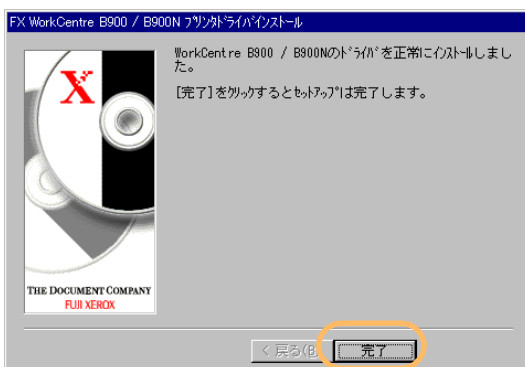 FX WorkCentre B900 / B900N ﾌﾟﾘﾝﾀﾄﾞﾗｲﾊﾞｲﾝｽﾄｰﾙ
WorkCentre B900 / B900Nのﾄﾞﾗｲﾊﾞを正常にｲﾝｽﾄｰﾙしまし
た。
[完了]をｸﾘｯｸするとｾｯﾄｱｯﾌﾟは完了します。
X
THE DOCUMENT COMPANY
FUJI XEROX
< 戻る(B
完了